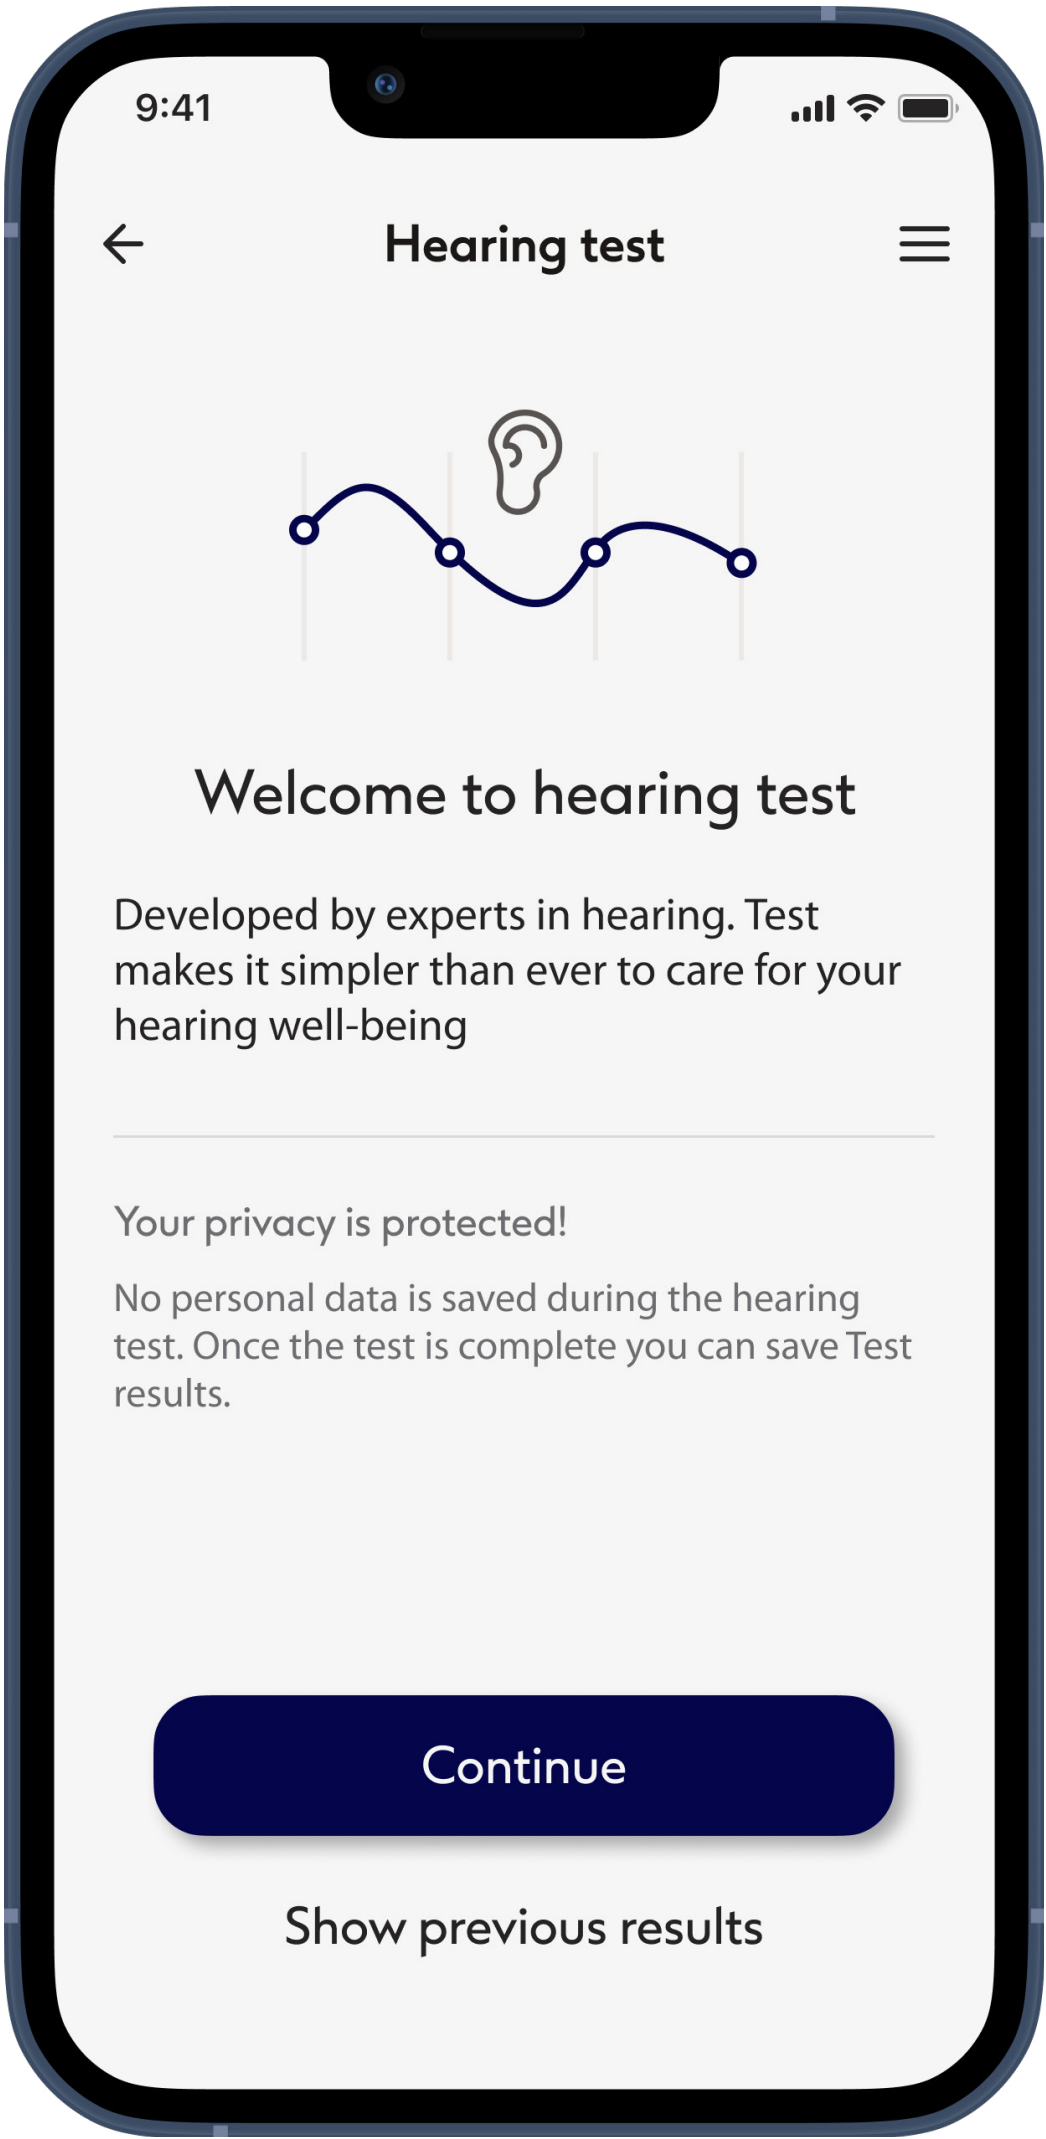 9:41
Hearing test
Welcome to hearing test
Developed by experts in hearing. Test
makes it simpler than ever to care for your
hearing well-being
Your privacy is protected!
No personal data is saved during the hearing
test. Once the test is complete you can save Test
results.
Continue
Show previous results